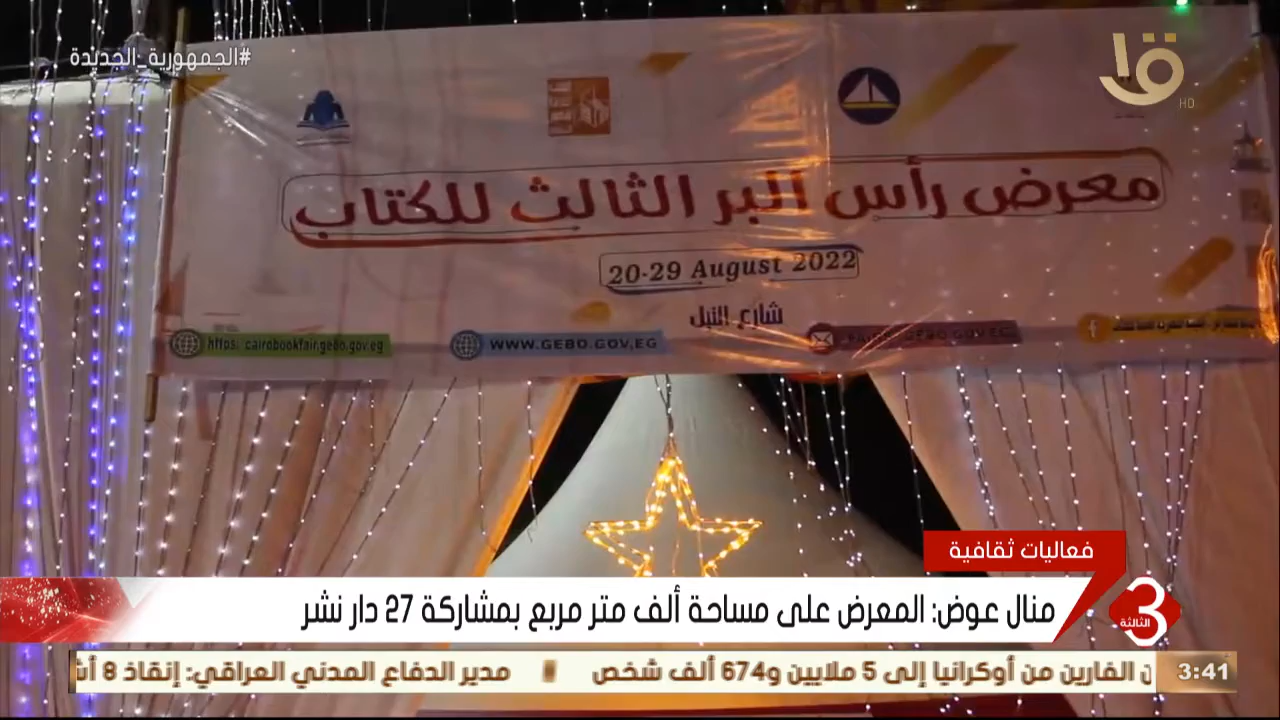 #الجمهورية_الجديدة
HD
معرض رأس البر الثالث للكتاب
20-29 August 2022
شارع النيل
https: cairobookfair.gebo.gov.eg
WWW.GEBO.GOV.EG
فعاليات ثقافية
3 الثالثة
منال عوض: المعرض على مساحة ألف متر مربع بمشاركة 27 دار نشر
3:41
ن الفارين من أوكرانيا إلى 5 ملايين و674 ألف شخص
مدير الدفاع المدني العراقي: إنقاذ 8